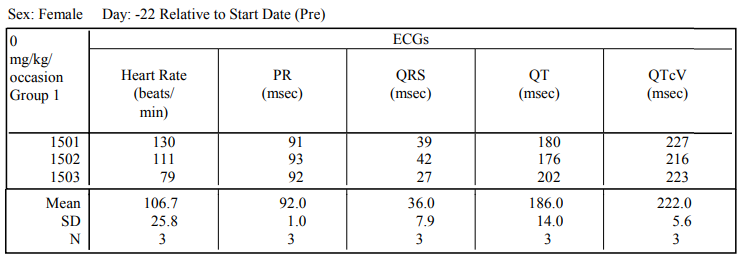 Sex: Female Day: -22 Relative to Start Date (Pre)
0 mg/kg/ occasion Group 1
ECGs
Heart Rate (beats/ min) PR (msec) QRS (msec) QT (msec) QTcV (msec)
1501 130 91 39 180 227
1502 111 93 42 176 216
1503 79 92 27 202 223
Mean 106.7 92.0 36.0 186.0 222.0
SD 25.8 1.0 7.9 14.0 5.6
N 3 3 3 3 3